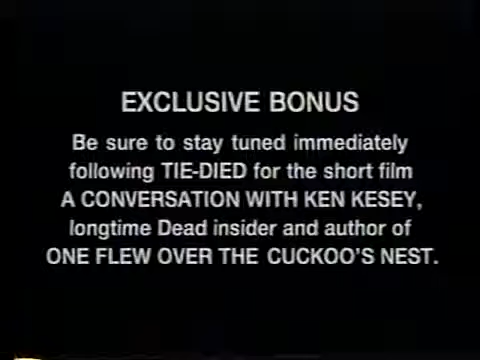 EXCLUSIVE BONUS
Be sure to stay tuned immediately
following TIE-DIED for the short film
A CONVERSATION WITH KEN KESEY,
longtime Dead insider and author of
ONE FLEW OVER THE CUCKOO'S NEST.